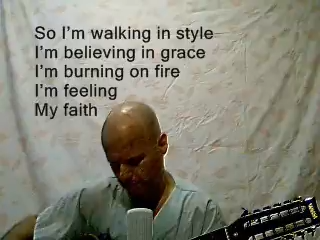 So I'm walking in style
I'm believing in grace
I'm burning on fire
I'm feeling
My faith